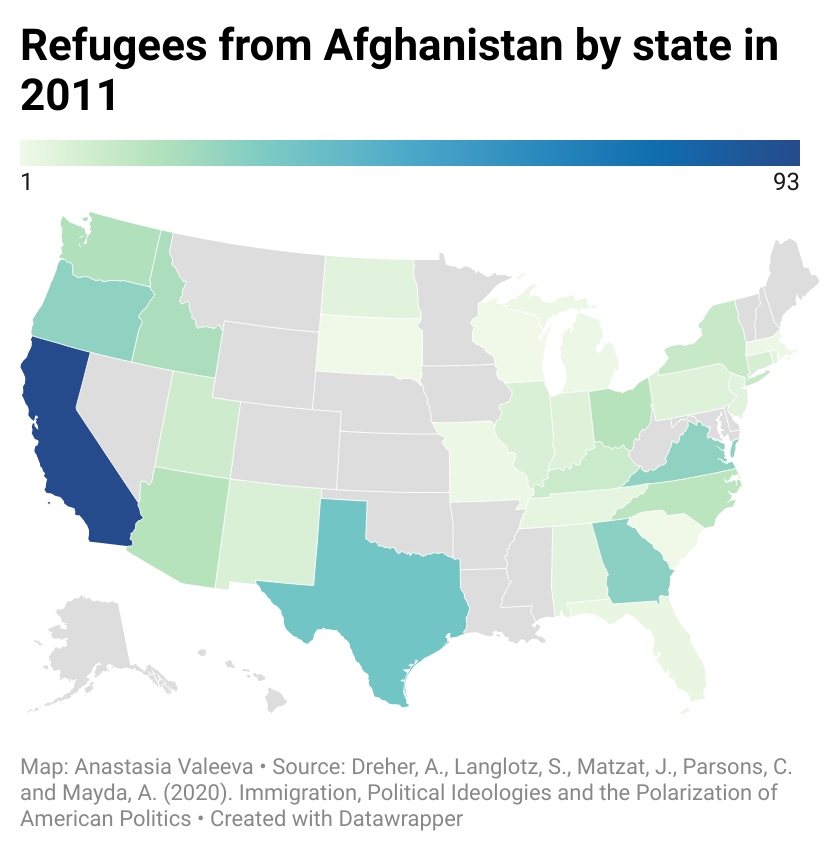 Refugees from Afghanistan by state in
2011
1
93
Map: Anastasia Valeeva • Source: Dreher, A., Langlotz, S., Matzat, J., Parsons, C.
and Mayda, A. (2020). Immigration, Political Ideologies and the Polarization of
American Politics • Created with Datawrapper